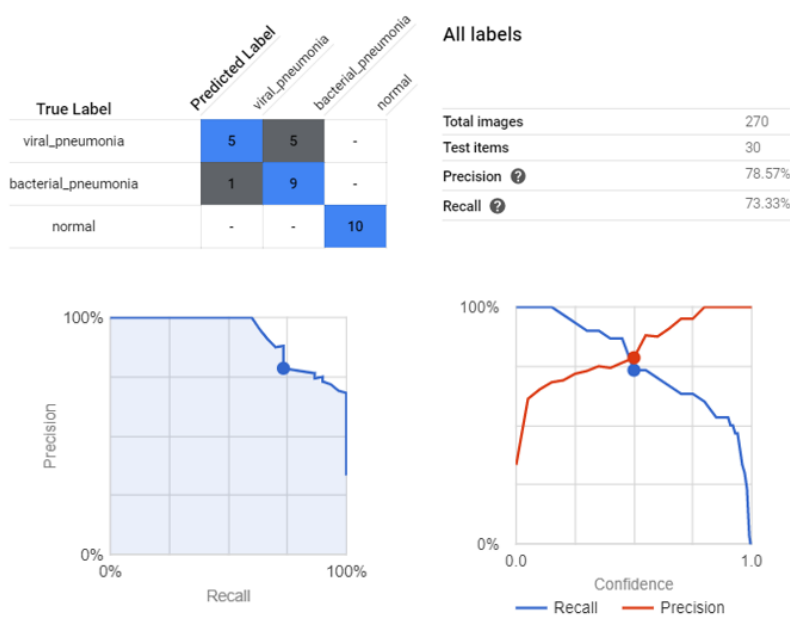 All labels
Predicted Label
viral_pneumonia
bacterial_pneumonia
normal
True Label
viral_pneumonia 5 5 -
bacterial_pneumonia 1 9 -
normal - - 10
Total images 270
Test items 30
Precision ? 78.57%
Recall ? 73.33%
100%
Precision
0%
0%
100%
Recall
100%
0%
0.0
1.0
Confidence
Recall Precision